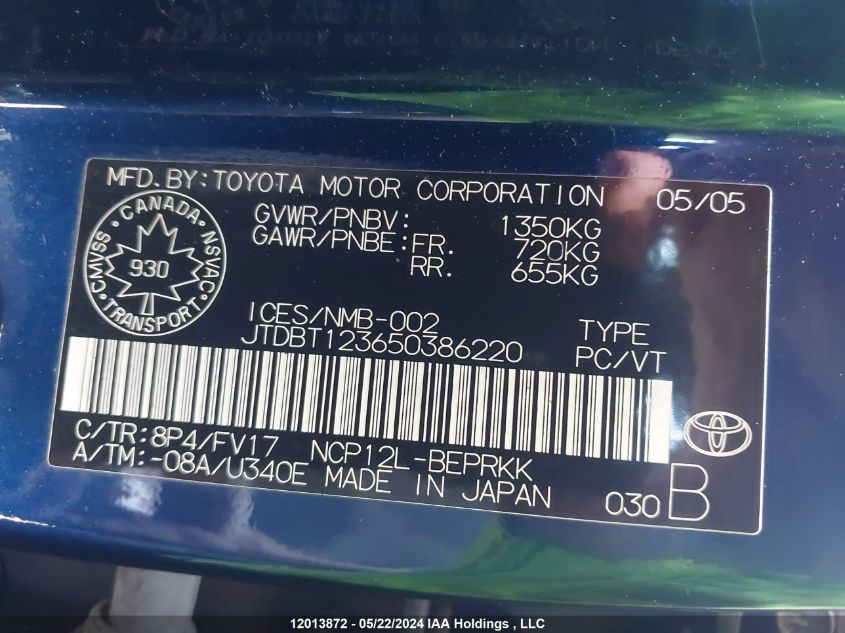 MFD. BY: TOYOTA MOTOR CORPORATION 05/05
GVWR/PNBV: 1350KG
GAWR/PNBE: FR. 720KG
RR. 655KG
CANADA
CMVSS 930 NSVAC
TRANSPORT
ICES/NMB-002
JTDBT123650386220
TYPE
PC/VT
C/TR: 8P4/FV17 NCP12L-BEPRKK
A/TM: -08A/U340E MADE IN JAPAN
030 B
12013872 - 05/22/2024 IAA Holdings , LLC